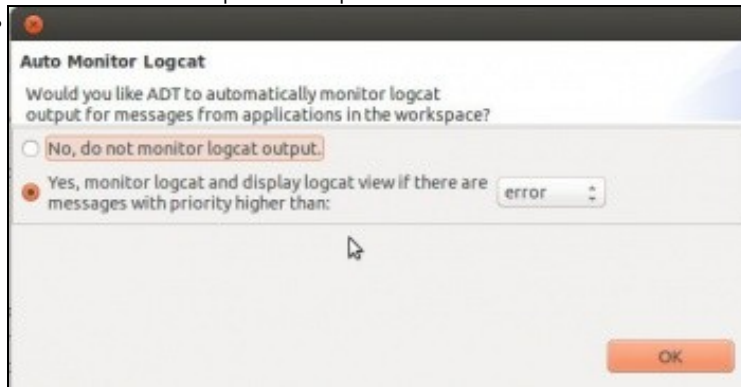 Auto Monitor Logcat
Would you like ADT to automatically monitor logcat
output for messages from applications in the workspace?
No, do not monitor logcat output.
Yes, monitor logcat and display logcat view if there are
messages with priority higher than:
error
OK